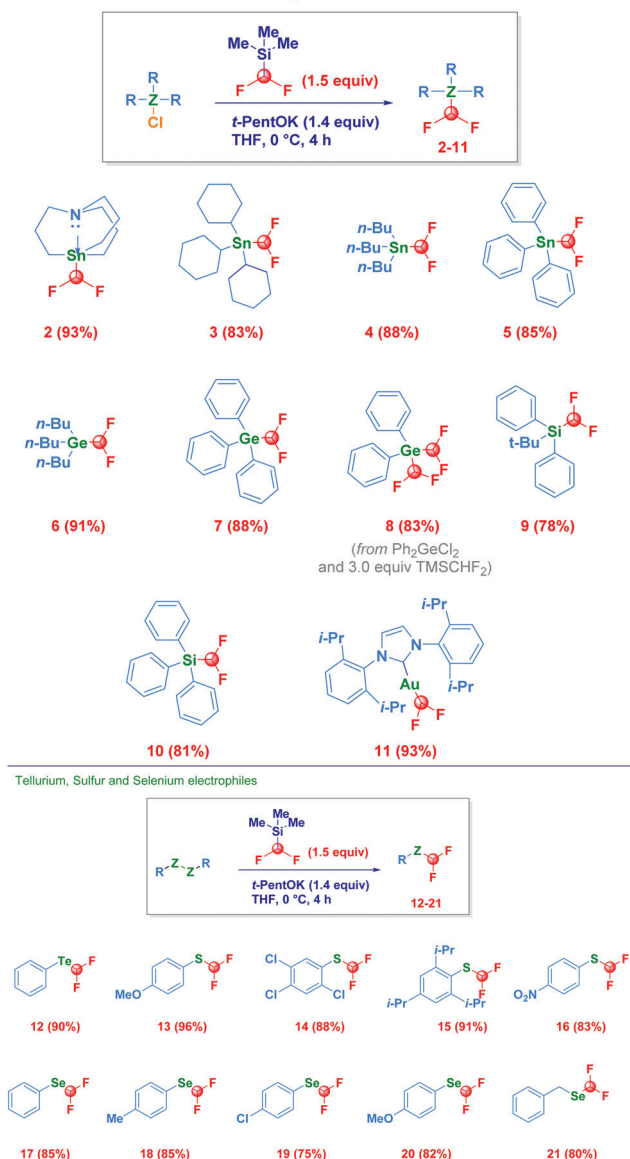 Me Me Me
Si
F F (1.5 equiv)
R
R Z R
Cl
t-PentOK (1.4 equiv)
THF, 0 °C, 4 h
R
R Z R
F F
2-11
N
:
Sn
F F
2 (93%)
Sn F
F
3 (83%)
n-Bu
n-Bu Sn F
n-Bu F
4 (88%)
Sn F
F
5 (85%)
n-Bu
n-Bu Ge F
n-Bu F
6 (91%)
Ge F
F
7 (88%)
Ge F
F
F F
8 (83%)
(from Ph2GeCl2
and 3.0 equiv TMSCHF2)
Si F
t-Bu F
9 (78%)
Si F
F
10 (81%)
i-Pr i-Pr
N N
Au
i-Pr i-Pr
F F
11 (93%)
Tellurium, Sulfur and Selenium electrophiles
Me Me Me
Si
F F (1.5 equiv)
R Z Z R
t-PentOK (1.4 equiv)
THF, 0 °C, 4 h
R Z F
F
12-21
Te F
F
12 (90%)
MeO S F
F
13 (96%)
Cl Cl Cl S F
F
14 (88%)
i-Pr i-Pr i-Pr S F
F
15 (91%)
O2N S F
F
16 (83%)
Se F
F
17 (85%)
Me Se F
F
18 (85%)
Cl Se F
F
19 (75%)
MeO Se F
F
20 (82%)
Se F
F
21 (80%)